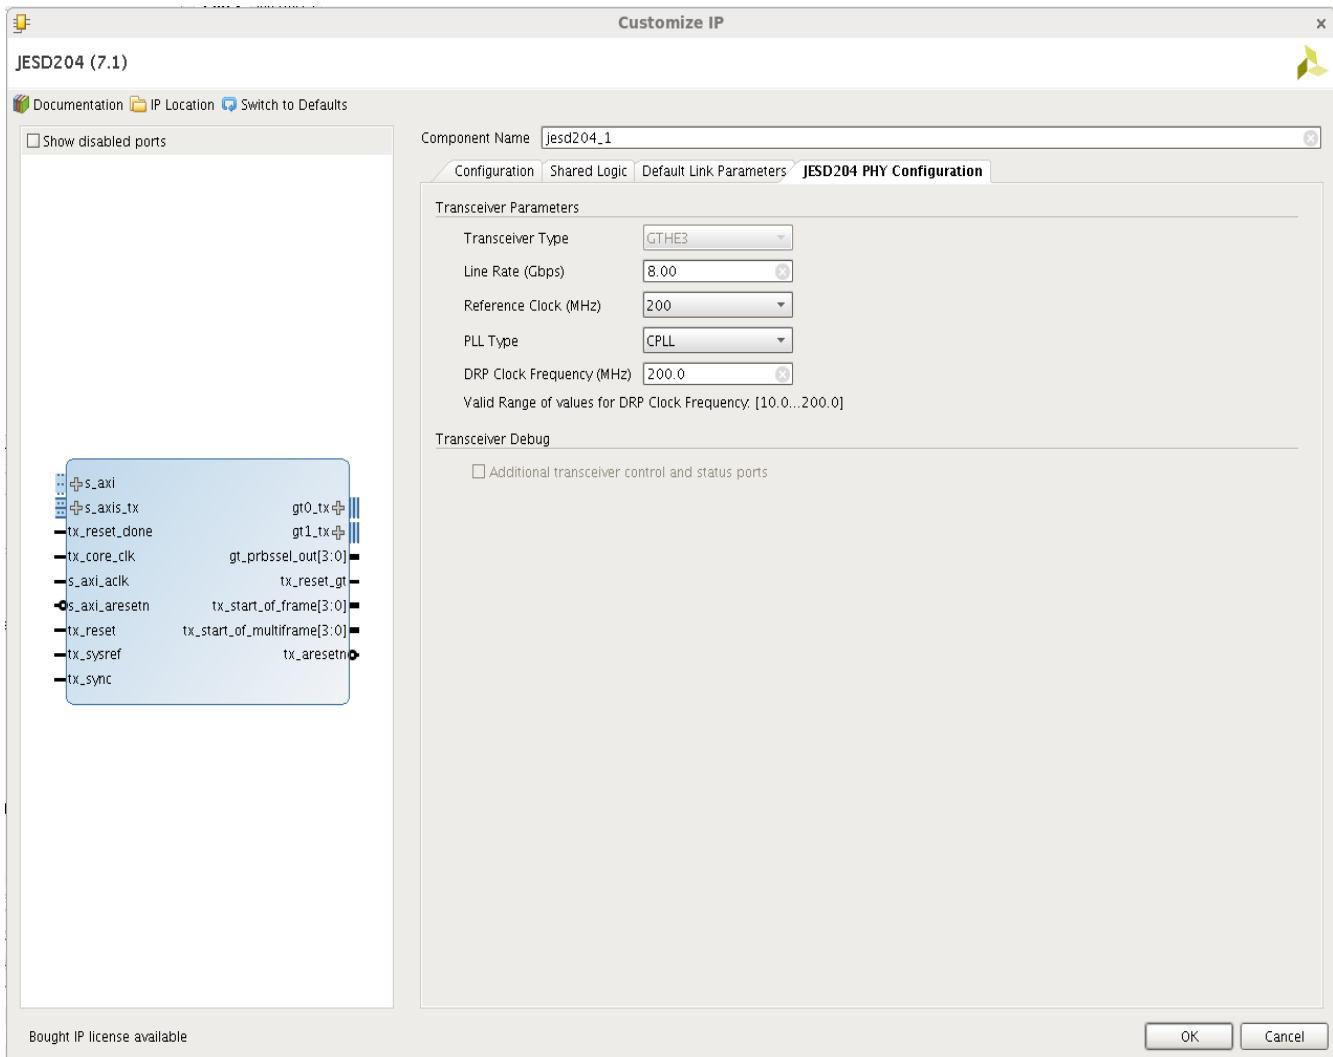 Customize IP
JESD204 (7.1)
Documentation IP Location Switch to Defaults
Show disabled ports
s_axi
s_axis_tx
tx_reset_done
tx_core_clk
s_axi_aclk
s_axi_aresetn
tx_reset
tx_sysref
tx_sync
gt0_tx
gt1_tx
gt_prbssel_out[3:0]
tx_reset_gt
tx_start_of_frame[3:0]
tx_start_of_multiframe[3:0]
tx_aresetn
Component Name jesd204_1
Configuration Shared Logic Default Link Parameters JESD204 PHY Configuration
Transceiver Parameters
Transceiver Type GTHE3
Line Rate (Gbps) 8.00
Reference Clock (MHz) 200
PLL Type CPLL
DRP Clock Frequency (MHz) 200.0
Valid Range of values for DRP Clock Frequency: [10.0...200.0]
Transceiver Debug
Additional transceiver control and status ports
Bought IP license available
OK Cancel